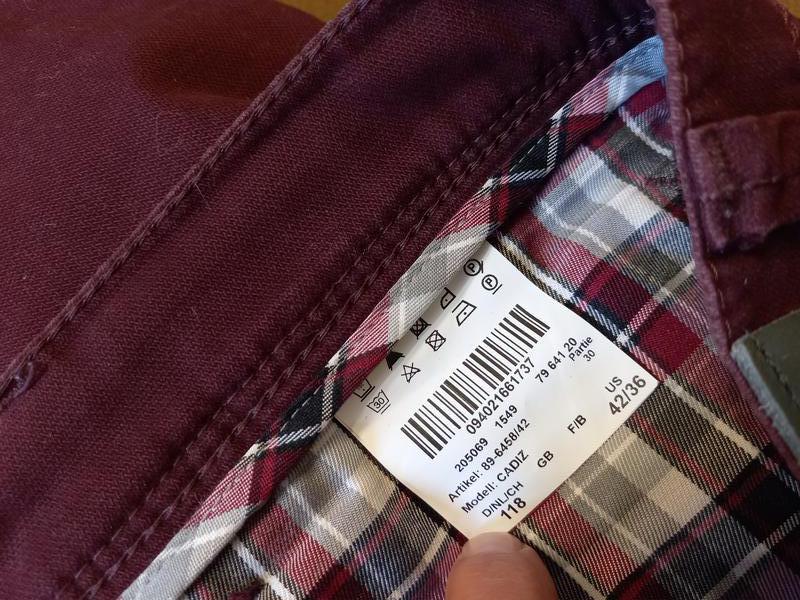 P
P
30
094021661737
79 641 20
205069 1549
Partie
30
Artikel: 89-6458/42
Modell: CADIZ
D/NL/CH GB F/B US
118 42/36